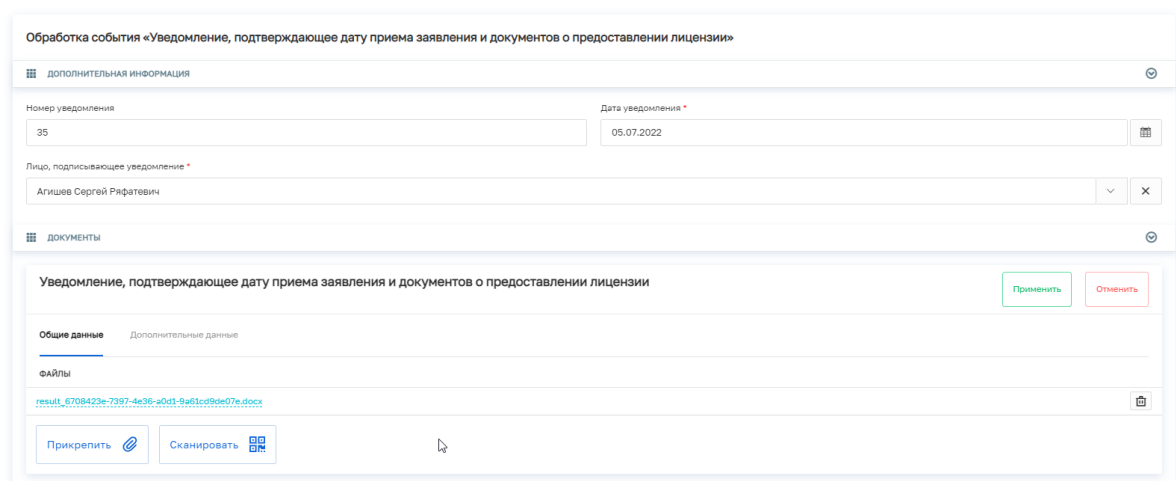 Обработка события «Уведомление, подтверждающее дату приема заявления и документов о предоставлении лицензии»
ДОПОЛНИТЕЛЬНАЯ ИНФОРМАЦИЯ
Номер уведомления
Дата уведомления *
35
05.07.2022
Лицо, подписывающее уведомление *
Агишев Сергей Ряфатевич
ДОКУМЕНТЫ
Уведомление, подтверждающее дату приема заявления и документов о предоставлении лицензии
Применить
Отменить
Общие данные
Дополнительные данные
ФАЙЛЫ
result_6708423e-7397-4e36-a0d1-9a61cd9de07e.docx
Прикрепить
Сканировать